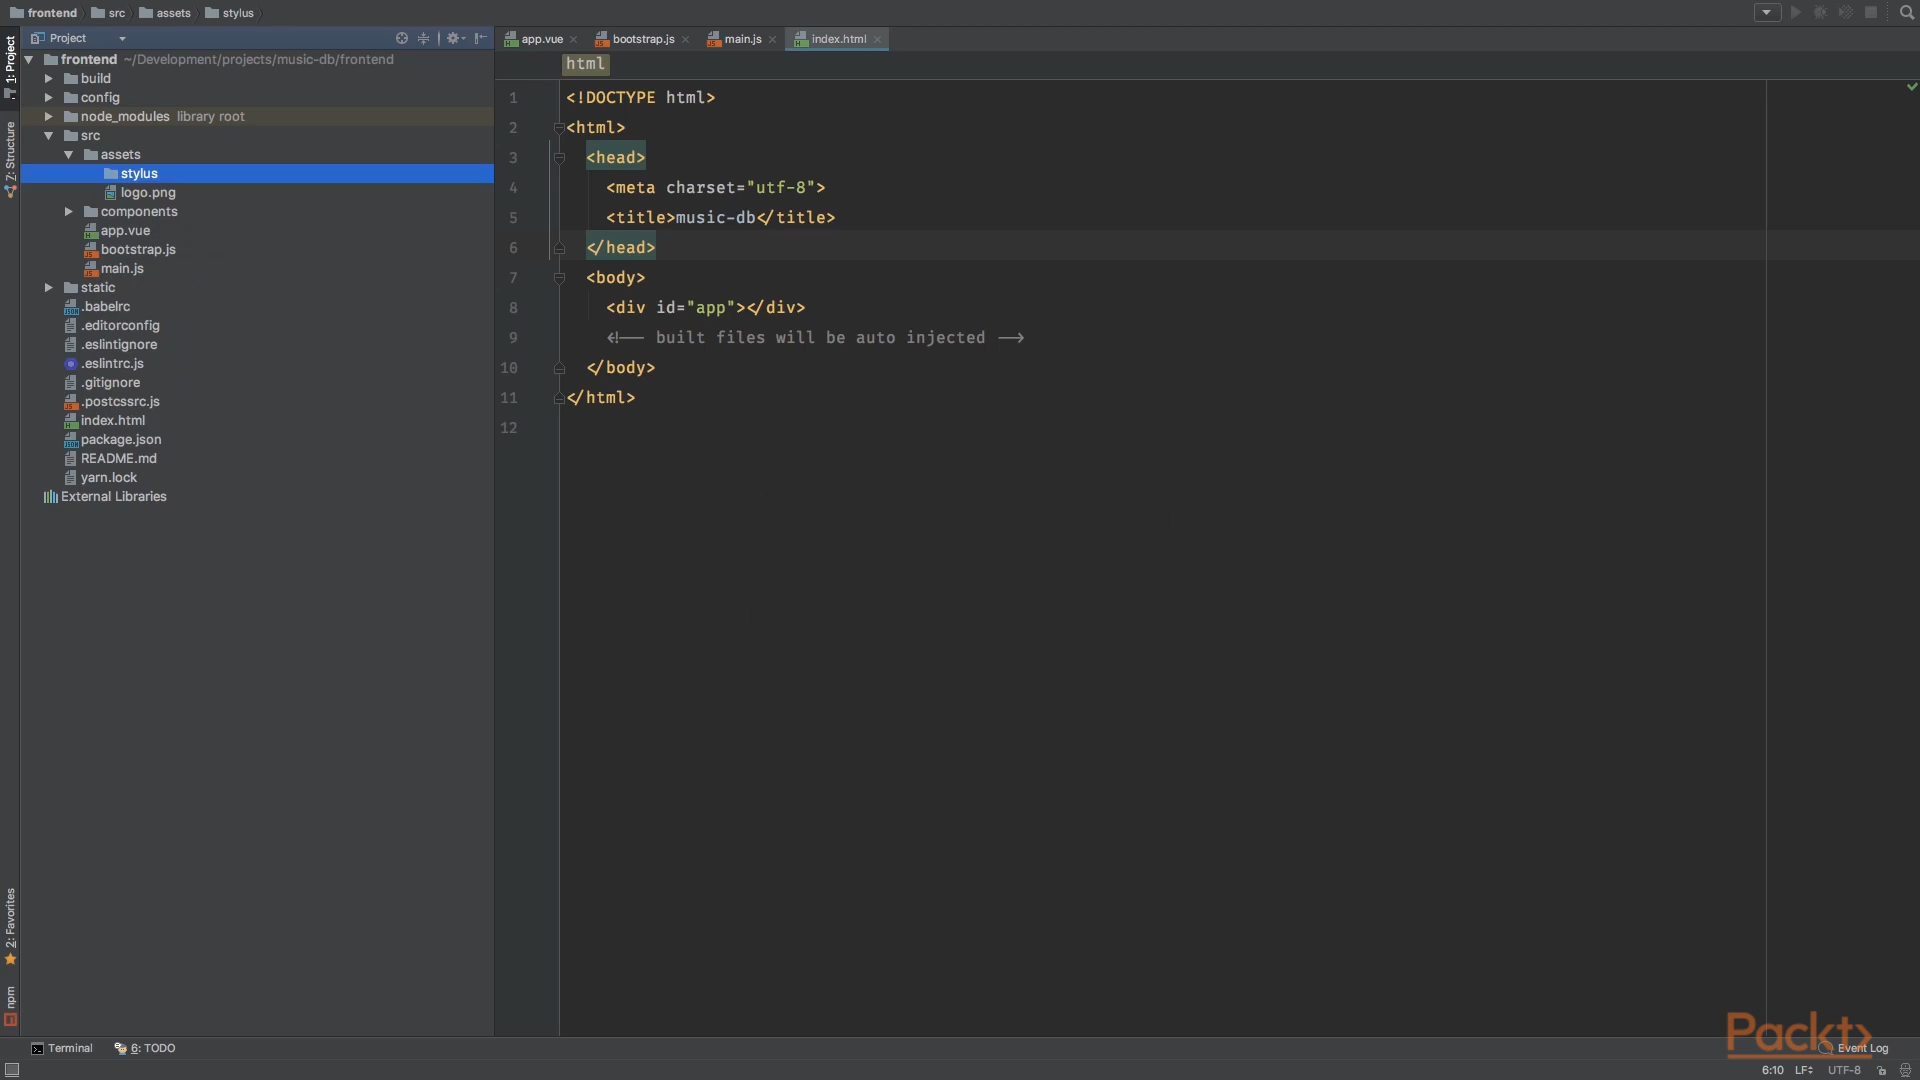 frontend src assets stylus
1: Project
Project
app.vue
bootstrap.js
main.js
index.html
frontend ~/Development/projects/music-db/frontend
build
config
node_modules library root
src
assets
stylus
logo.png
components
app.vue
bootstrap.js
main.js
static
.babelrc
.editorconfig
.eslintignore
.eslintrc.js
.gitignore
.postcssrc.js
index.html
package.json
README.md
yarn.lock
External Libraries
Z: Structure
2: Favorites
npm
html
1 <!DOCTYPE html>
2 <html>
3 <head>
4 <meta charset="utf-8">
5 <title>music-db</title>
6 </head>
7 <body>
8 <div id="app"></div>
9 <!-- built files will be auto injected -->
10 </body>
11 </html>
12
Packt>
Terminal
6: TODO
Event Log
6:10 LF UTF-8